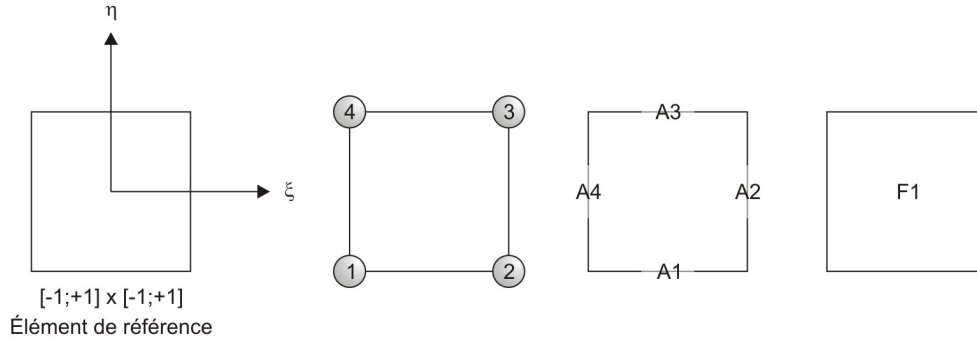 η
ξ
[-1;+1] x [-1;+1]
Élément de référence
4
3
1
2
A3
A4
A2
A1
F1